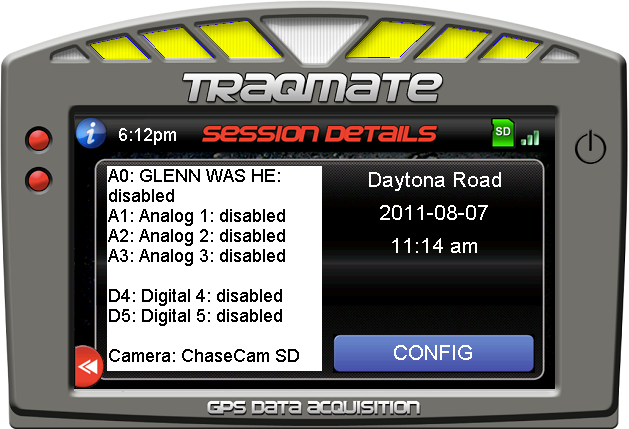 TRAQMATE
6:12pm SESSION DETAILS SD
A0: GLENN WAS HE:
disabled
A1: Analog 1: disabled
A2: Analog 2: disabled
A3: Analog 3: disabled
D4: Digital 4: disabled
D5: Digital 5: disabled
Camera: ChaseCam SD
Daytona Road
2011-08-07
11:14 am
CONFIG
GPS DATA ACQUISITION